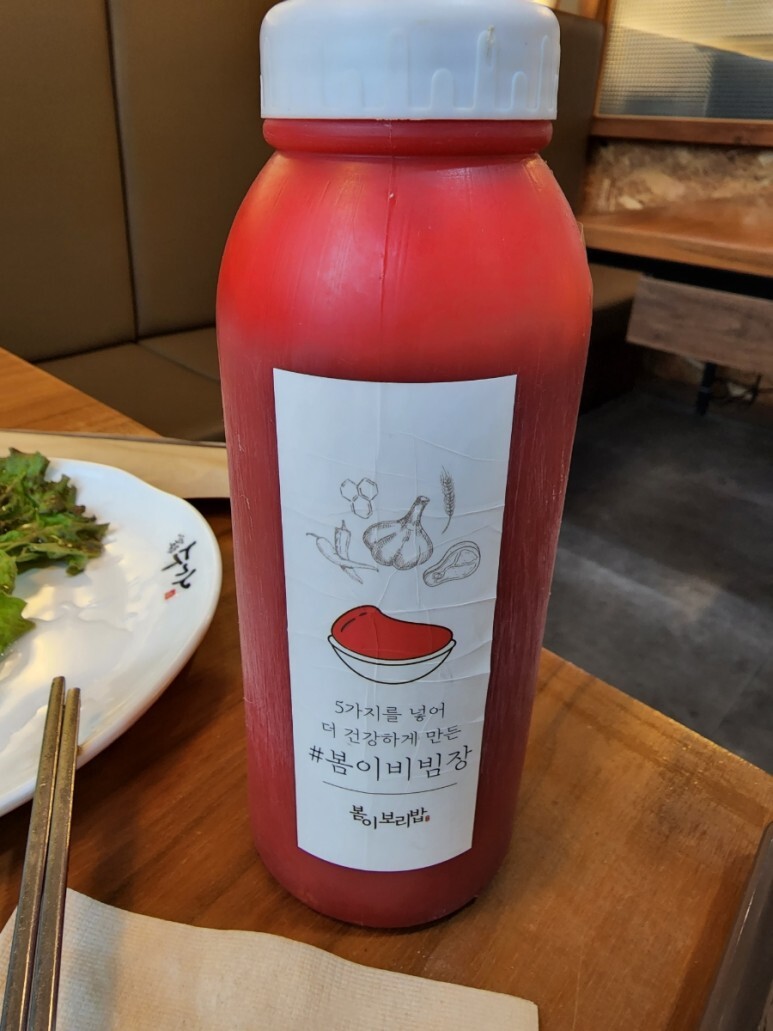 5가지를 넣어
더 건강하게 만든
#봄이비빔장
봄이보리밥